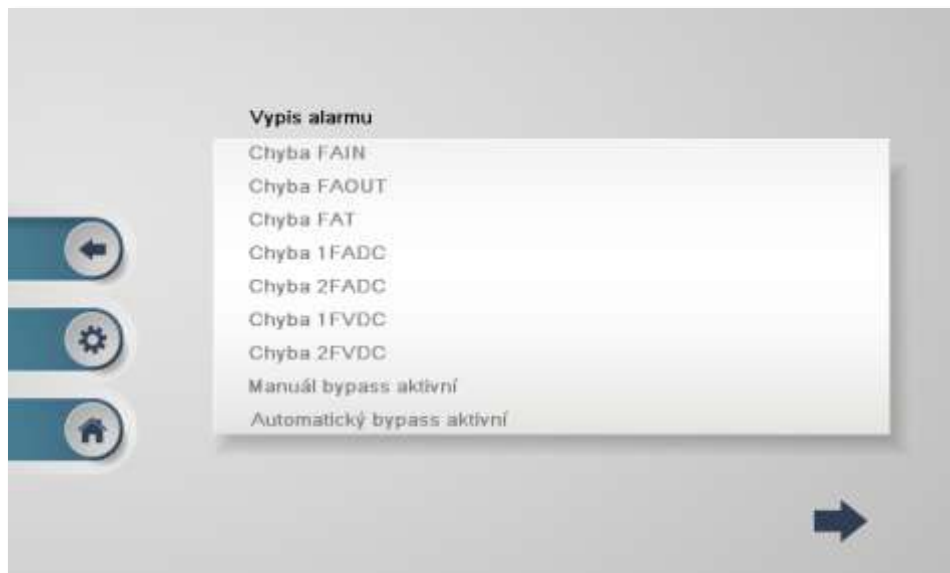 Vypis alarmu
Chyba FAIN
Chyba FAOUT
Chyba FAT
Chyba 1FADC
Chyba 2FADC
Chyba 1FVDC
Chyba 2FVDC
Manuál bypass aktivní
Automatický bypass aktivní